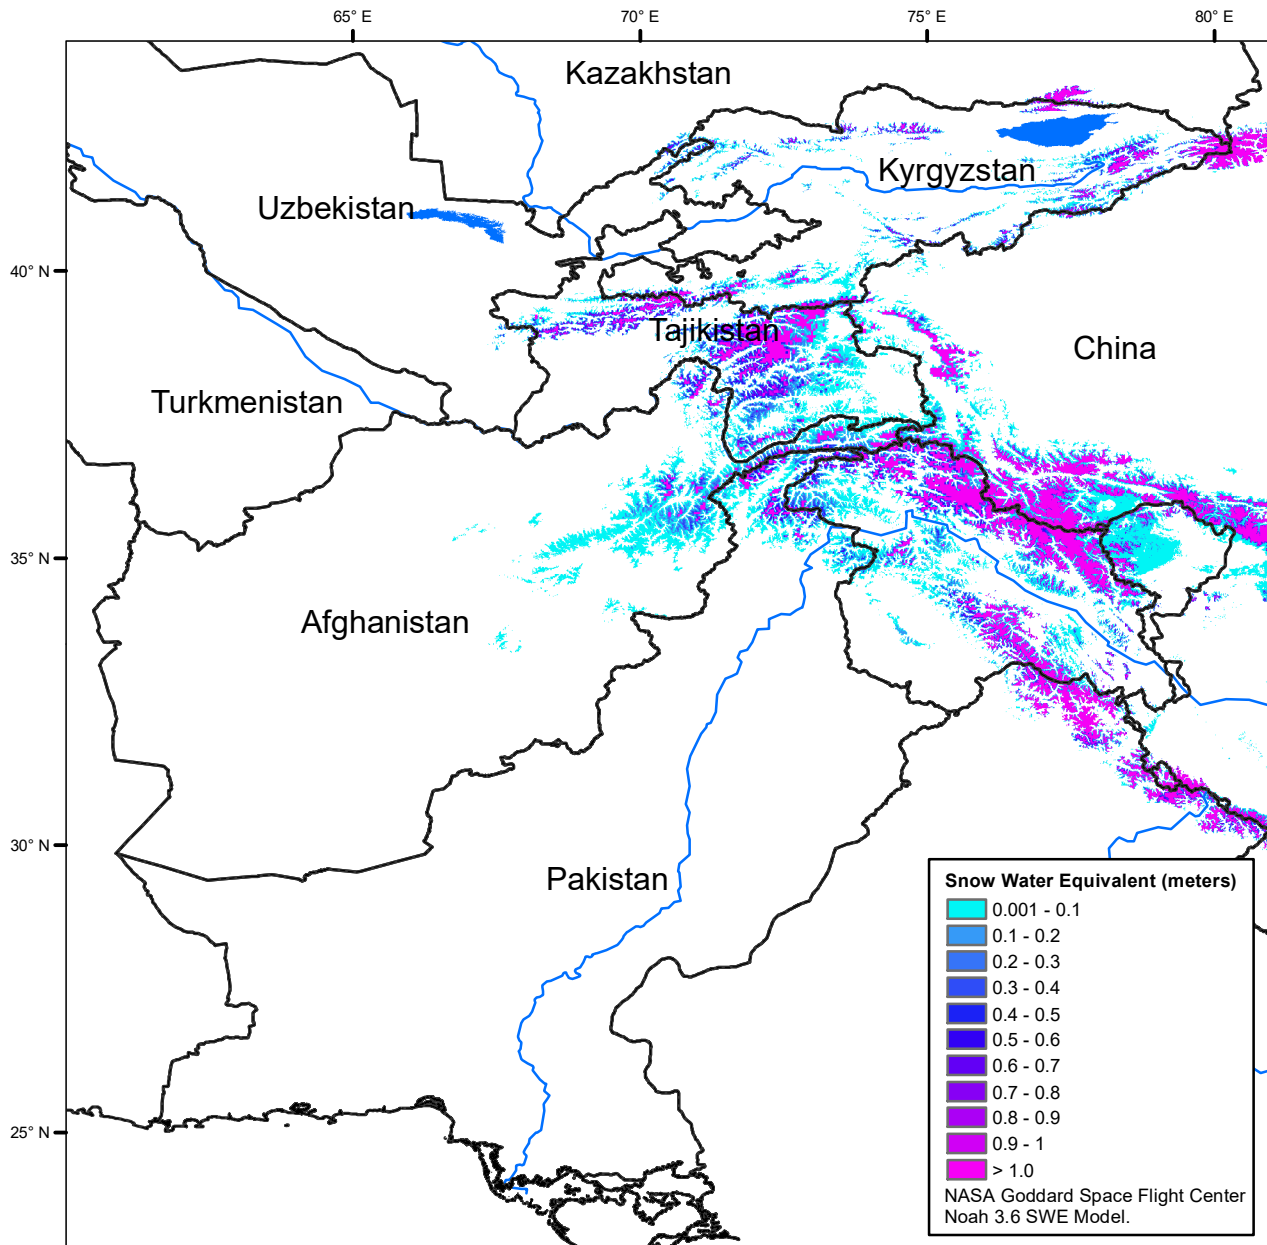 65° E
70° E
75° E
80° E
Kazakhstan
Kyrgyzstan
Uzbekistan
40° N
Tajikistan
China
Turkmenistan
35° N
Afghanistan
30° N
Pakistan
Snow Water Equivalent (meters)
0.001 - 0.1
0.1 - 0.2
0.2 - 0.3
0.3 - 0.4
0.4 - 0.5
0.5 - 0.6
0.6 - 0.7
0.7 - 0.8
0.8 - 0.9
0.9 - 1
> 1.0
NASA Goddard Space Flight Center
Noah 3.6 SWE Model.
25° N